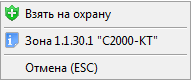 Взять на охрану
Зона 1.1.30.1 "С2000-КТ"
Отмена (ESC)